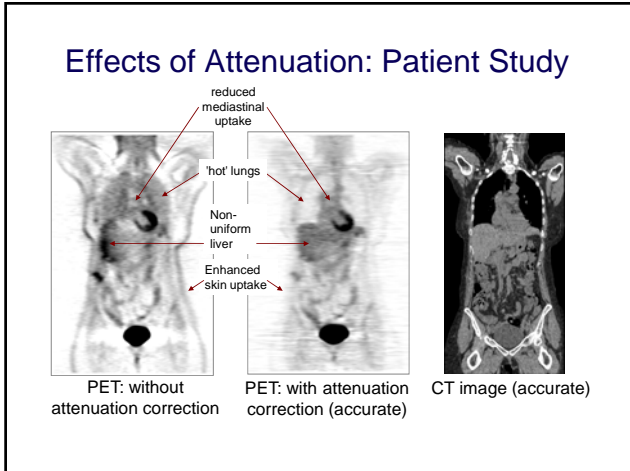 Effects of Attenuation: Patient Study
reduced
mediastinal
uptake
'hot' lungs
Non-
uniform
liver
Enhanced
skin uptake
PET: without
attenuation correction
PET: with attenuation
correction (accurate)
CT image (accurate)